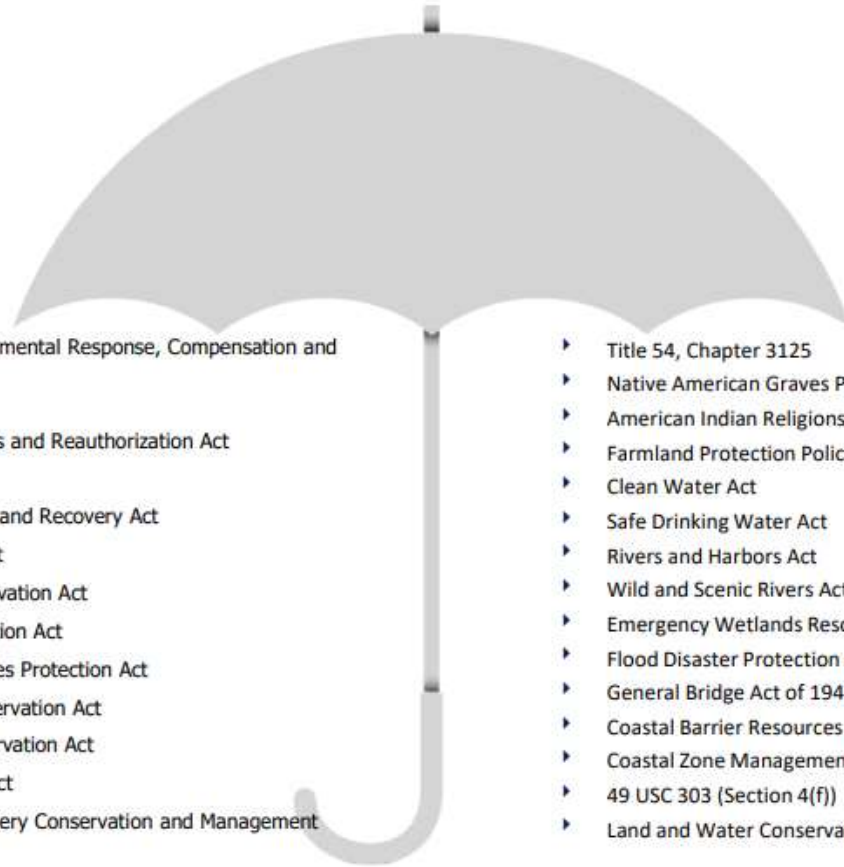 mental Response, Compensation and
s and Reauthorization Act
and Recovery Act
t
vation Act
ion Act
es Protection Act
ervation Act
rvation Act
ct
ery Conservation and Management
Title 54, Chapter 3125
Native American Graves P
American Indian Religions
Farmland Protection Polic
Clean Water Act
Safe Drinking Water Act
Rivers and Harbors Act
Wild and Scenic Rivers Act
Emergency Wetlands Reso
Flood Disaster Protection
General Bridge Act of 194
Coastal Barrier Resources
Coastal Zone Managemen
49 USC 303 (Section 4(f))
Land and Water Conserva